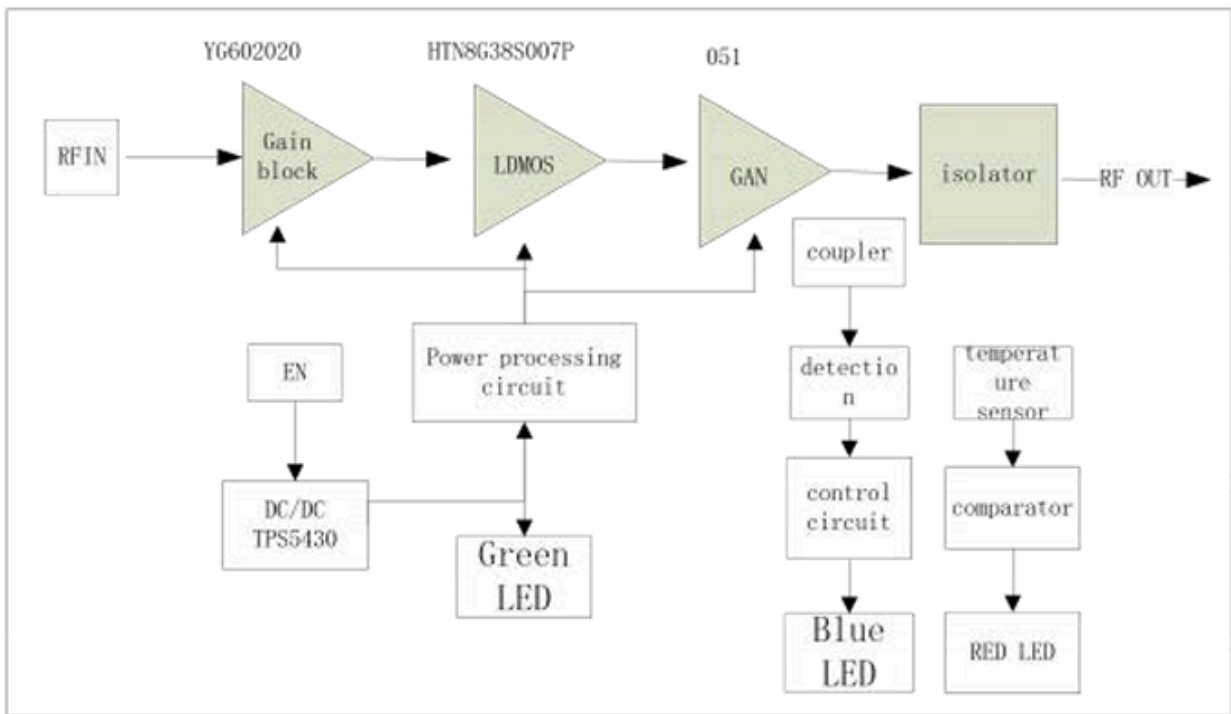 YG602020
HTN8G38S007P
051
RFIN
Gain
block
LDMOS
GAN
isolator
RF OUT
coupler
EN
Power processing
circuit
detectio
n
temperat
ure
sensor
DC/DC
TPS5430
control
circuit
comparator
Green
LED
Blue
LED
RED LED